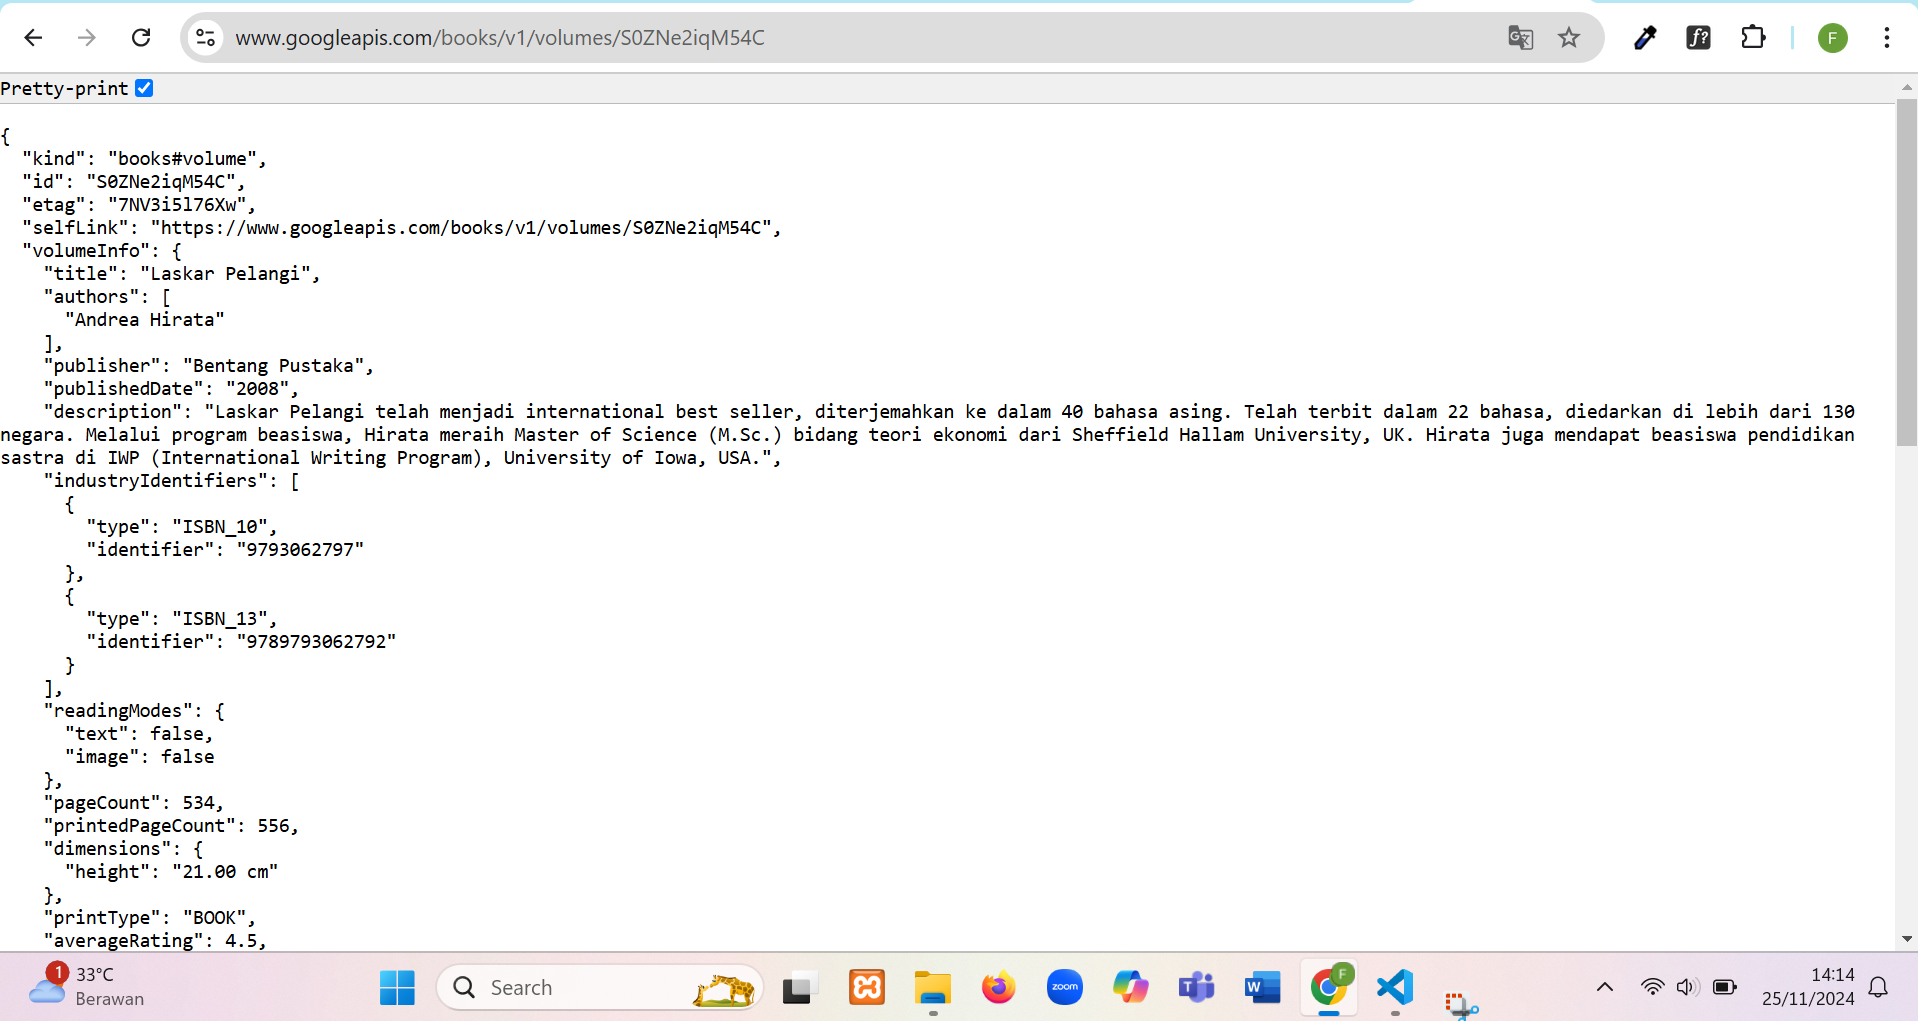 www.googleapis.com/books/v1/volumes/S0ZNe2iqM54C
f?
F
Pretty-print
{
"kind": "books#volume",
"id": "S0ZNe2iqM54C",
"etag": "7NV3i5l76Xw",
"selfLink": "https://www.googleapis.com/books/v1/volumes/S0ZNe2iqM54C",
"volumeInfo": {
"title": "Laskar Pelangi",
"authors": [
"Andrea Hirata"
],
"publisher": "Bentang Pustaka",
"publishedDate": "2008",
"description": "Laskar Pelangi telah menjadi international best seller, diterjemahkan ke dalam 40 bahasa asing. Telah terbit dalam 22 bahasa, diedarkan di lebih dari 130
negara. Melalui program beasiswa, Hirata meraih Master of Science (M.Sc.) bidang teori ekonomi dari Sheffield Hallam University, UK. Hirata juga mendapat beasiswa pendidikan
sastra di IWP (International Writing Program), University of Iowa, USA.",
"industryIdentifiers": [
{
"type": "ISBN_10",
"identifier": "9793062797"
},
{
"type": "ISBN_13",
"identifier": "9789793062792"
}
],
"readingModes": {
"text": false,
"image": false
},
"pageCount": 534,
"printedPageCount": 556,
"dimensions": {
"height": "21.00 cm"
},
"printType": "BOOK",
"averageRating": 4.5,
1
33°C
Berawan
Search
zoom
T
W
F
14:14
25/11/2024